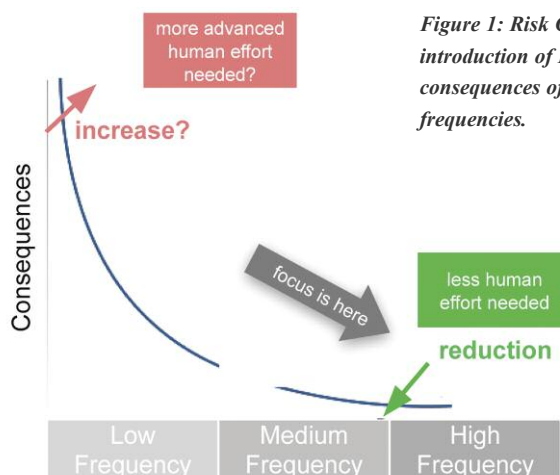 more advanced
human effort
needed?
Figure 1: Risk
introduction of
consequences of
frequencies.
increase?
Consequences
focus is here
less human
effort needed
reduction
Low
Frequency
Medium
Frequency
High
Frequency